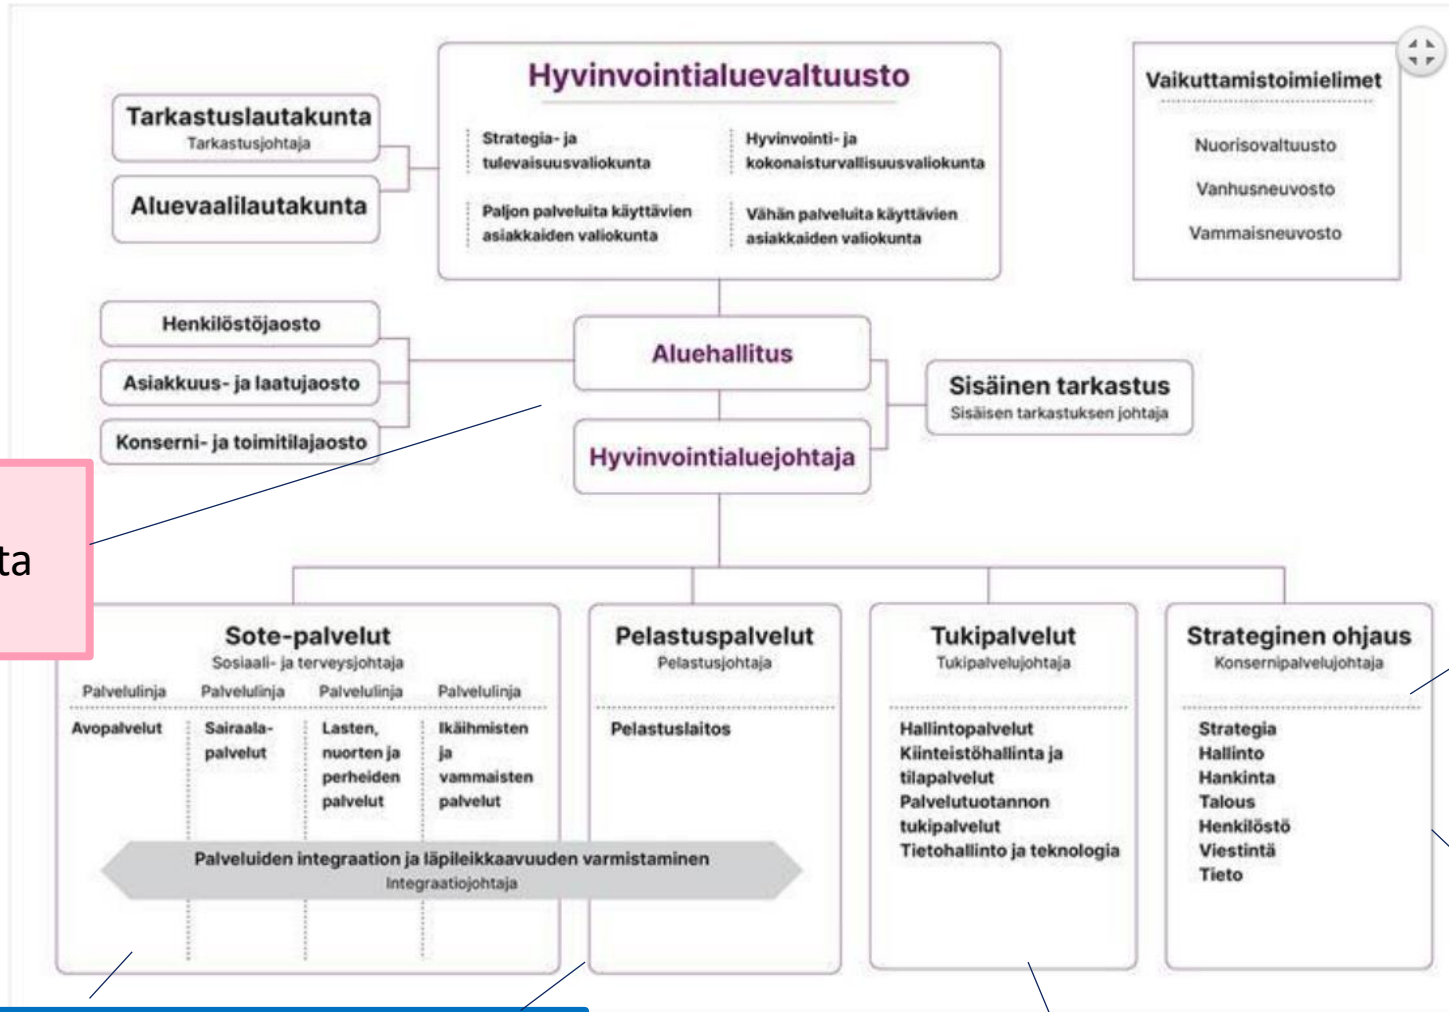 Hyvinvointialuevaltuusto
Strategia- ja
tulevaisuusvaliokunta
Hyvinvointi- ja
kokonaisturvallisuusvaliokunta
Paljon palveluita käyttävien
asiakkaiden valiokunta
Vähän palveluita käyttävien
asiakkaiden valiokunta
Tarkastuslautakunta
Tarkastusjohtaja
Aluevaalilautakunta
Vaikuttamistoimielimet
Nuorisovaltuusto
Vanhusneuvosto
Vammaisneuvosto
Henkilöstöjaosto
Asiakkuus- ja laatujaosto
Konserni- ja toimitilajaosto
Aluehallitus
Hyvinvointialuejohtaja
Sisäinen tarkastus
Sisäisen tarkastuksen johtaja
ta
Sote-palvelut
Sosiaali- ja terveysjohtaja
Palvelulinja
Avopalvelut
Palvelulinja
Sairaala-
palvelut
Palvelulinja
Lasten,
nuorten ja
perheiden
palvelut
Palvelulinja
Ikäihmisten
ja
vammaisten
palvelut
Pelastuspalvelut
Pelastusjohtaja
Pelastuslaitos
Palveluiden integraation ja läpileikkaavuuden varmistaminen
Integraatiojohtaja
Tukipalvelut
Tukipalvelujohtaja
Hallintopalvelut
Kiinteistöhallinta ja
tilapalvelut
Palvelutuotannon
tukipalvelut
Tietohallinto ja teknologia
Strateginen ohjaus
Konsernipalvelujohtaja
Strategia
Hallinto
Hankinta
Talous
Henkilöstö
Viestintä
Tieto